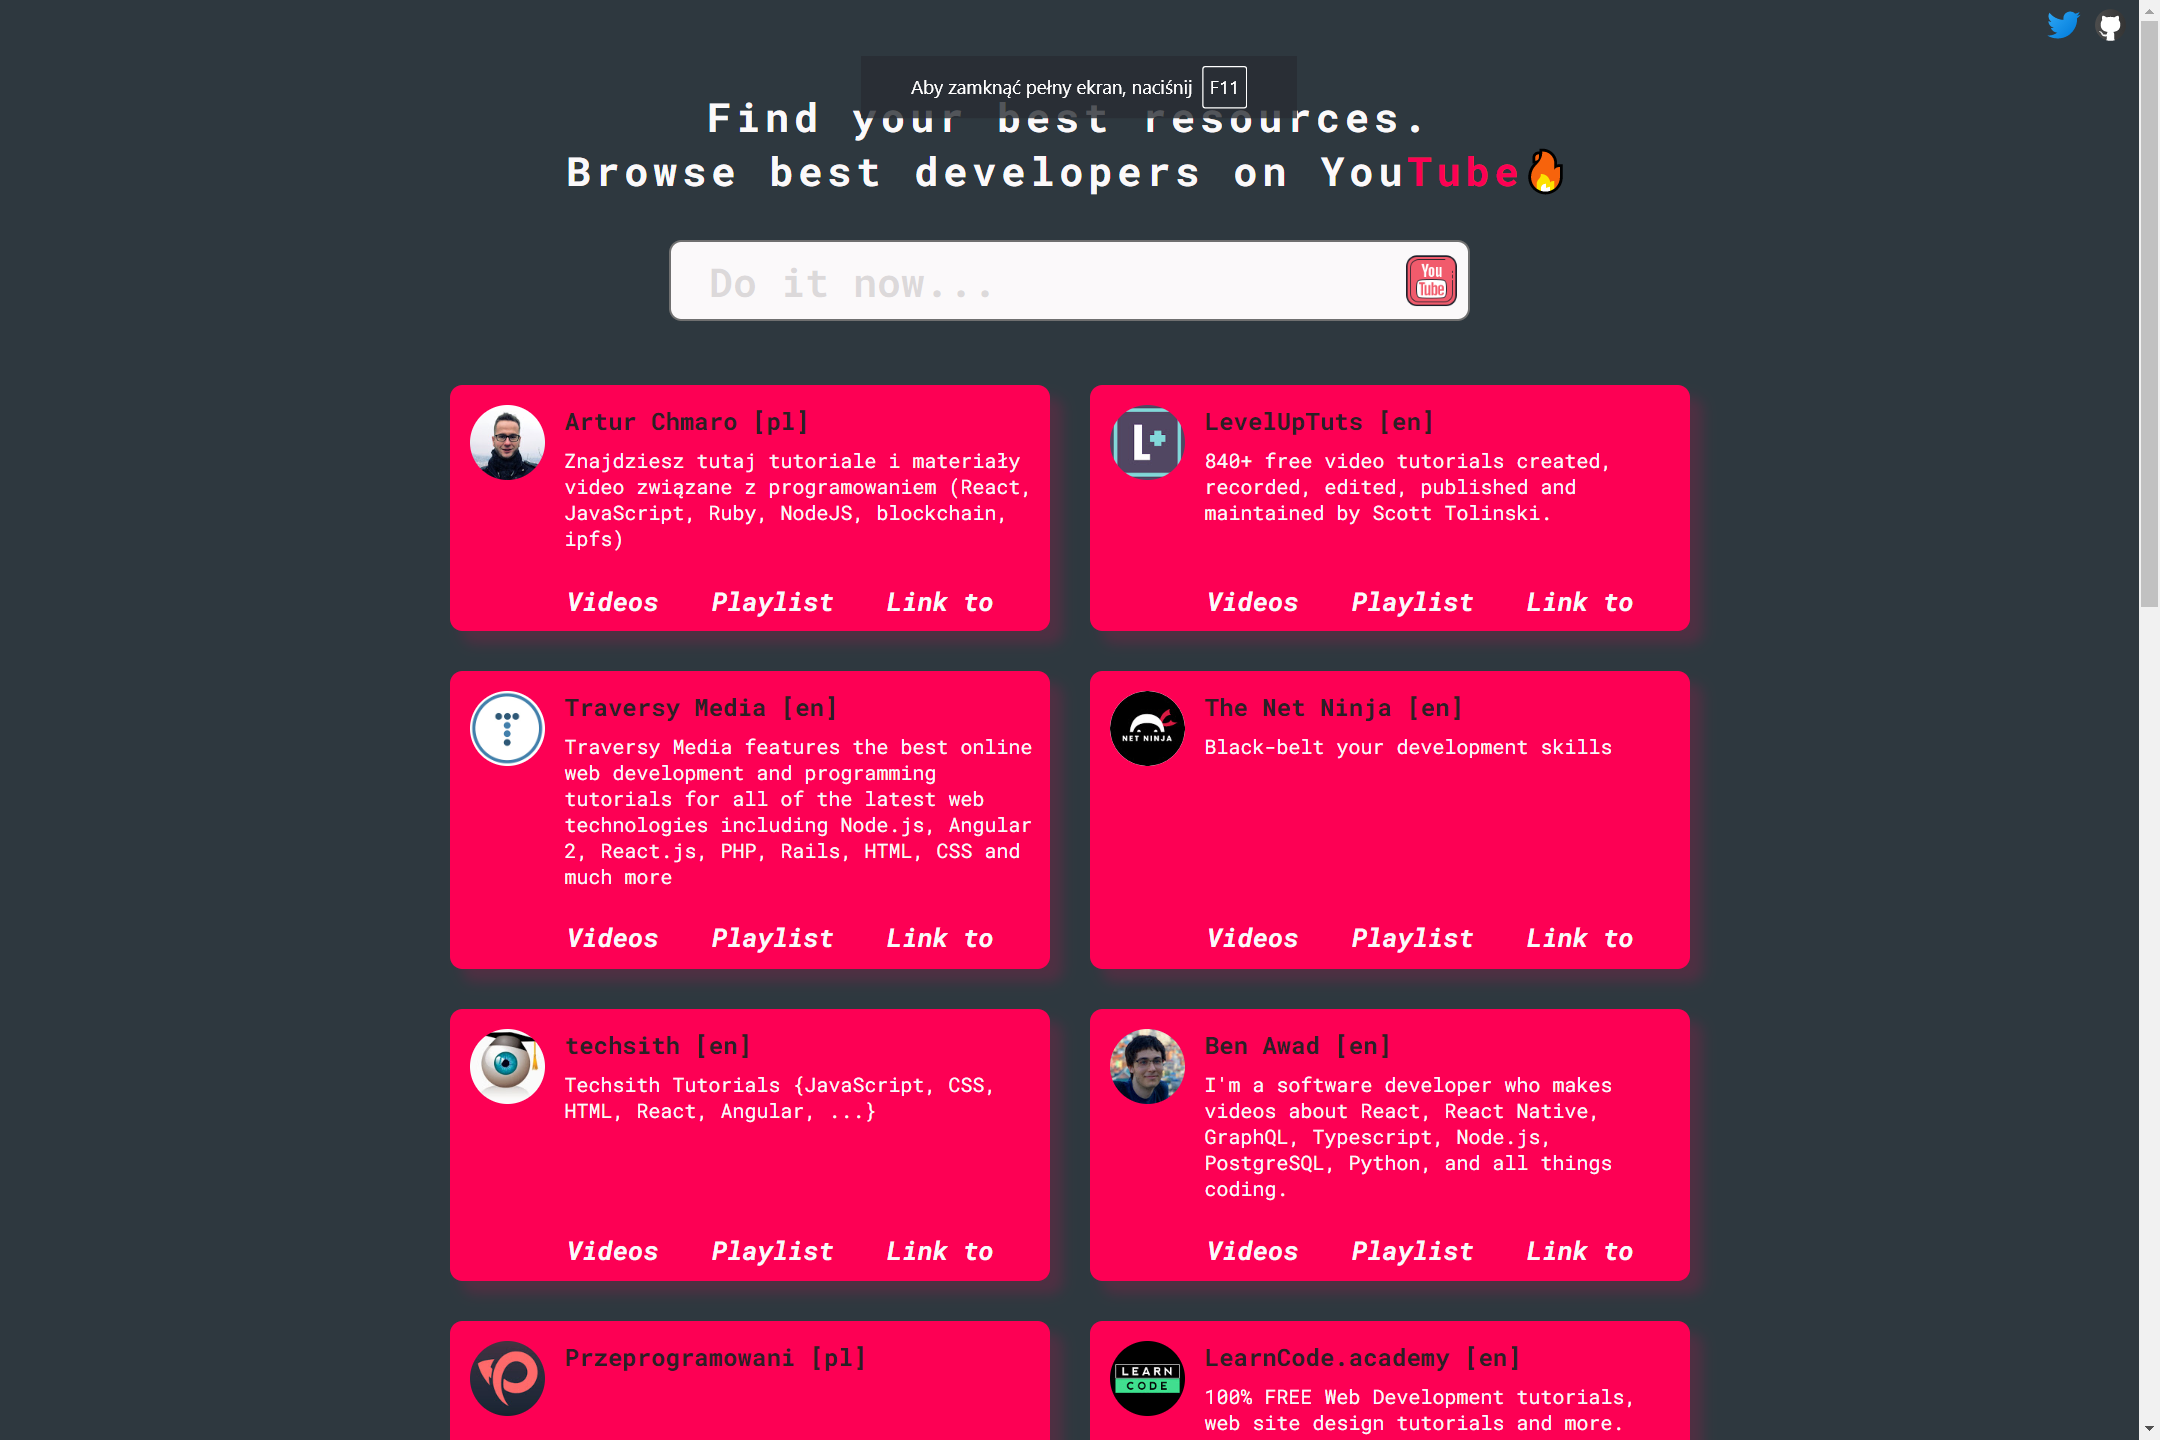 Aby zamknąć pełny ekran, naciśnij F11
Find your best resources.
Browse best developers on YouTube
Do it now...
You
Tube
Artur Chmaro [pl]
Znajdziesz tutaj tutoriale i materiały
video związane z programowaniem (React,
JavaScript, Ruby, NodeJS, blockchain,
ipfs)
Videos Playlist Link to
LevelUpTuts [en]
840+ free video tutorials created,
recorded, edited, published and
maintained by Scott Tolinski.
Videos Playlist Link to
Traversy Media [en]
Traversy Media features the best online
web development and programming
tutorials for all of the latest web
technologies including Node.js, Angular
2, React.js, PHP, Rails, HTML, CSS and
much more
Videos Playlist Link to
NET NINJA
The Net Ninja [en]
Black-belt your development skills
Videos Playlist Link to
techsith [en]
Techsith Tutorials {JavaScript, CSS,
HTML, React, Angular, ...}
Videos Playlist Link to
Ben Awad [en]
I'm a software developer who makes
videos about React, React Native,
GraphQL, Typescript, Node.js,
PostgreSQL, Python, and all things
coding.
Videos Playlist Link to
Przeprogramowani [pl]
LEARN
CODE
LearnCode.academy [en]
100% FREE Web Development tutorials,
web site design tutorials and more.